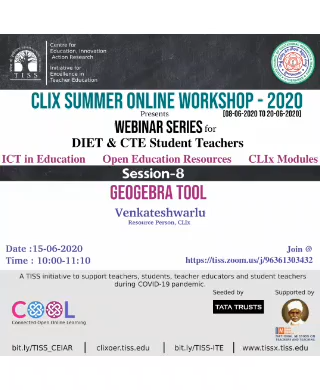 Centre for
Education, Innovation
Action Research
Initiative for
Excellence in
Teacher Education
TISS
CLIX SUMMER ONLINE WORKSHOP - 2020
Presents
[08-06-2020 TO 20-06-2020]
WEBINAR SERIES for
DIET & CTE Student Teachers
ICT in Education Open Education Resources CLIx Modules
Session-8
GEOGEBRA TOOL
Venkateshwarlu
Resource Person, CLIx
Date :15-06-2020
Time : 10:00-11:10
Join @
https://tiss.zoom.us/j/96361303432
A TISS initiative to support teachers, students, teacher educators and student teachers
during COVID-19 pandemic.
Seeded by
Supported by
COOL
Connected Open Online Learning
TATA TRUSTS
bit.ly/TISS_CEIAR | clixoer.tiss.edu | bit.ly/TISS-ITE | www.tissx.tiss.edu